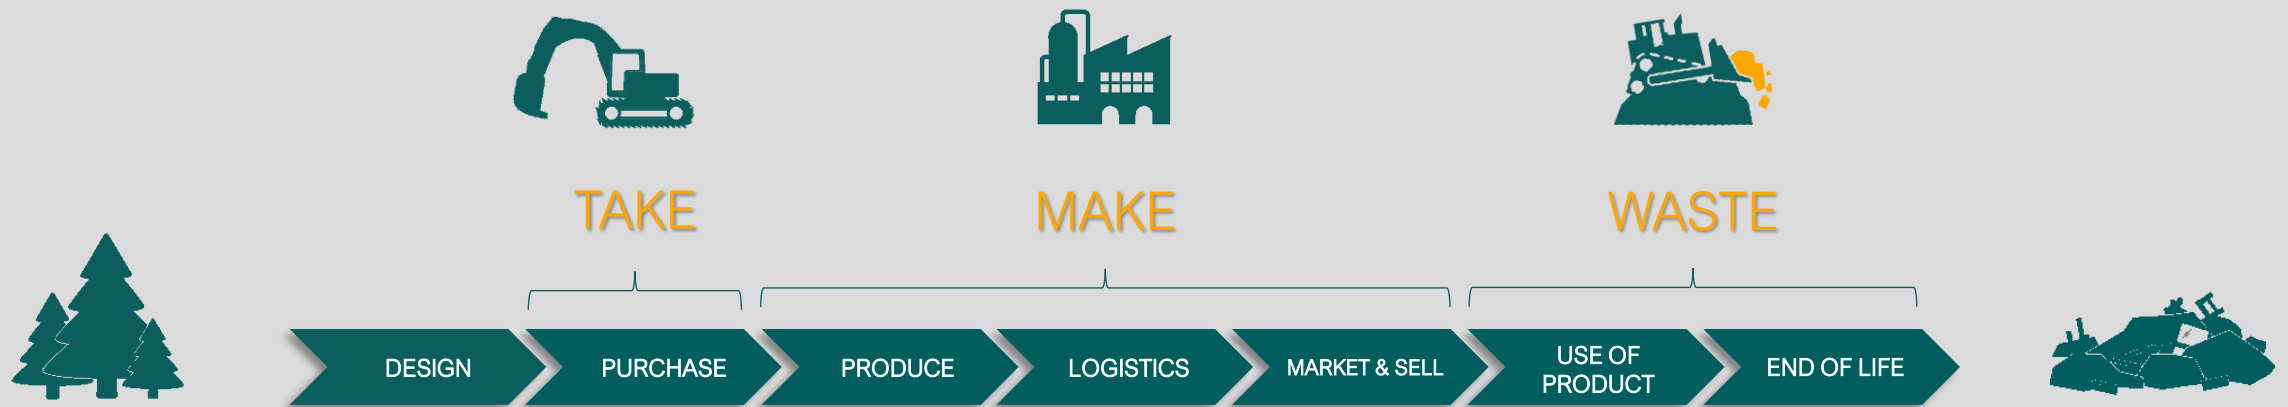 TAKE
MAKE
WASTE
DESIGN
PURCHASE
PRODUCE
LOGISTICS
MARKET & SELL
USE OF
PRODUCT
END OF LIFE